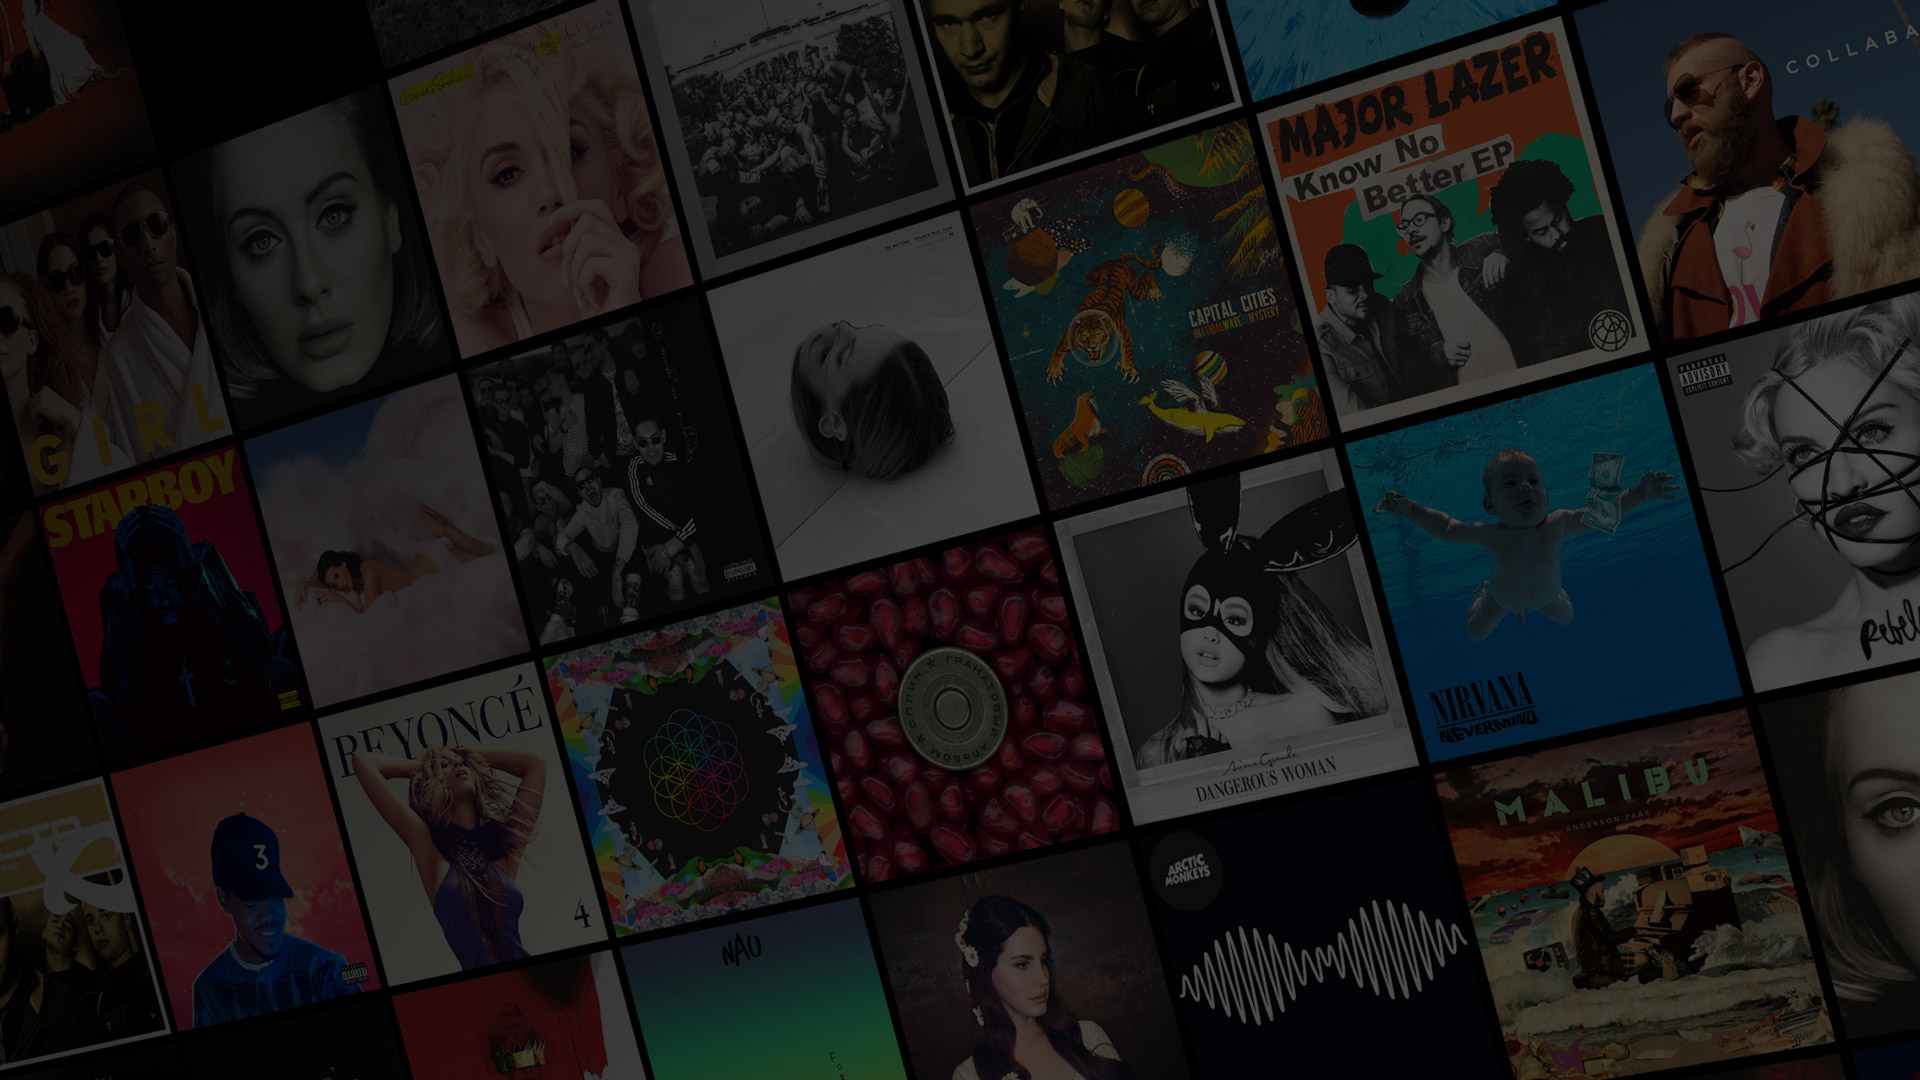 COLLABA
MAJOR LAZER
Know No
Better EP
CAPITAL CITIES
IN A TIDAL WAVE OF MYSTERY
GIRL
PARENTAL
ADVISORY
EXPLICIT CONTENT
STARBOY
Rebel
NIRVANA
NEVERMIND
BEYONCÉ
4
ГРАНАТОВЫЙ АЛЬБОМ
СПЛИН
Ariana Grande
DANGEROUS WOMAN
MALIBU
ANDERSON PAAK
3
ARCTIC
MONKEYS
NAO